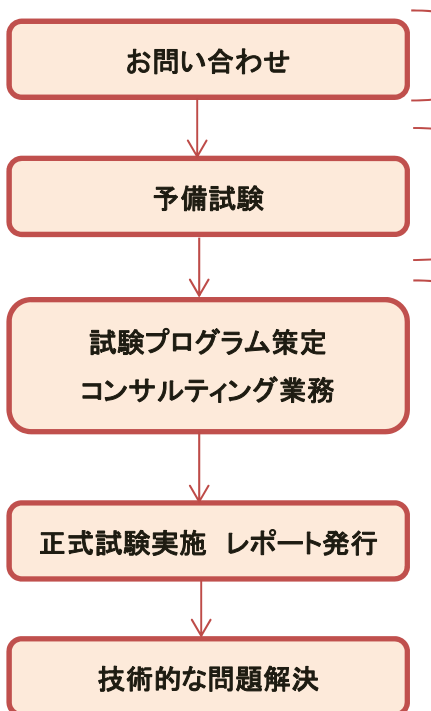 お問い合わせ
予備試験
試験プログラム策定
コンサルティング業務
正式試験実施　レポート発行
技術的な問題解決